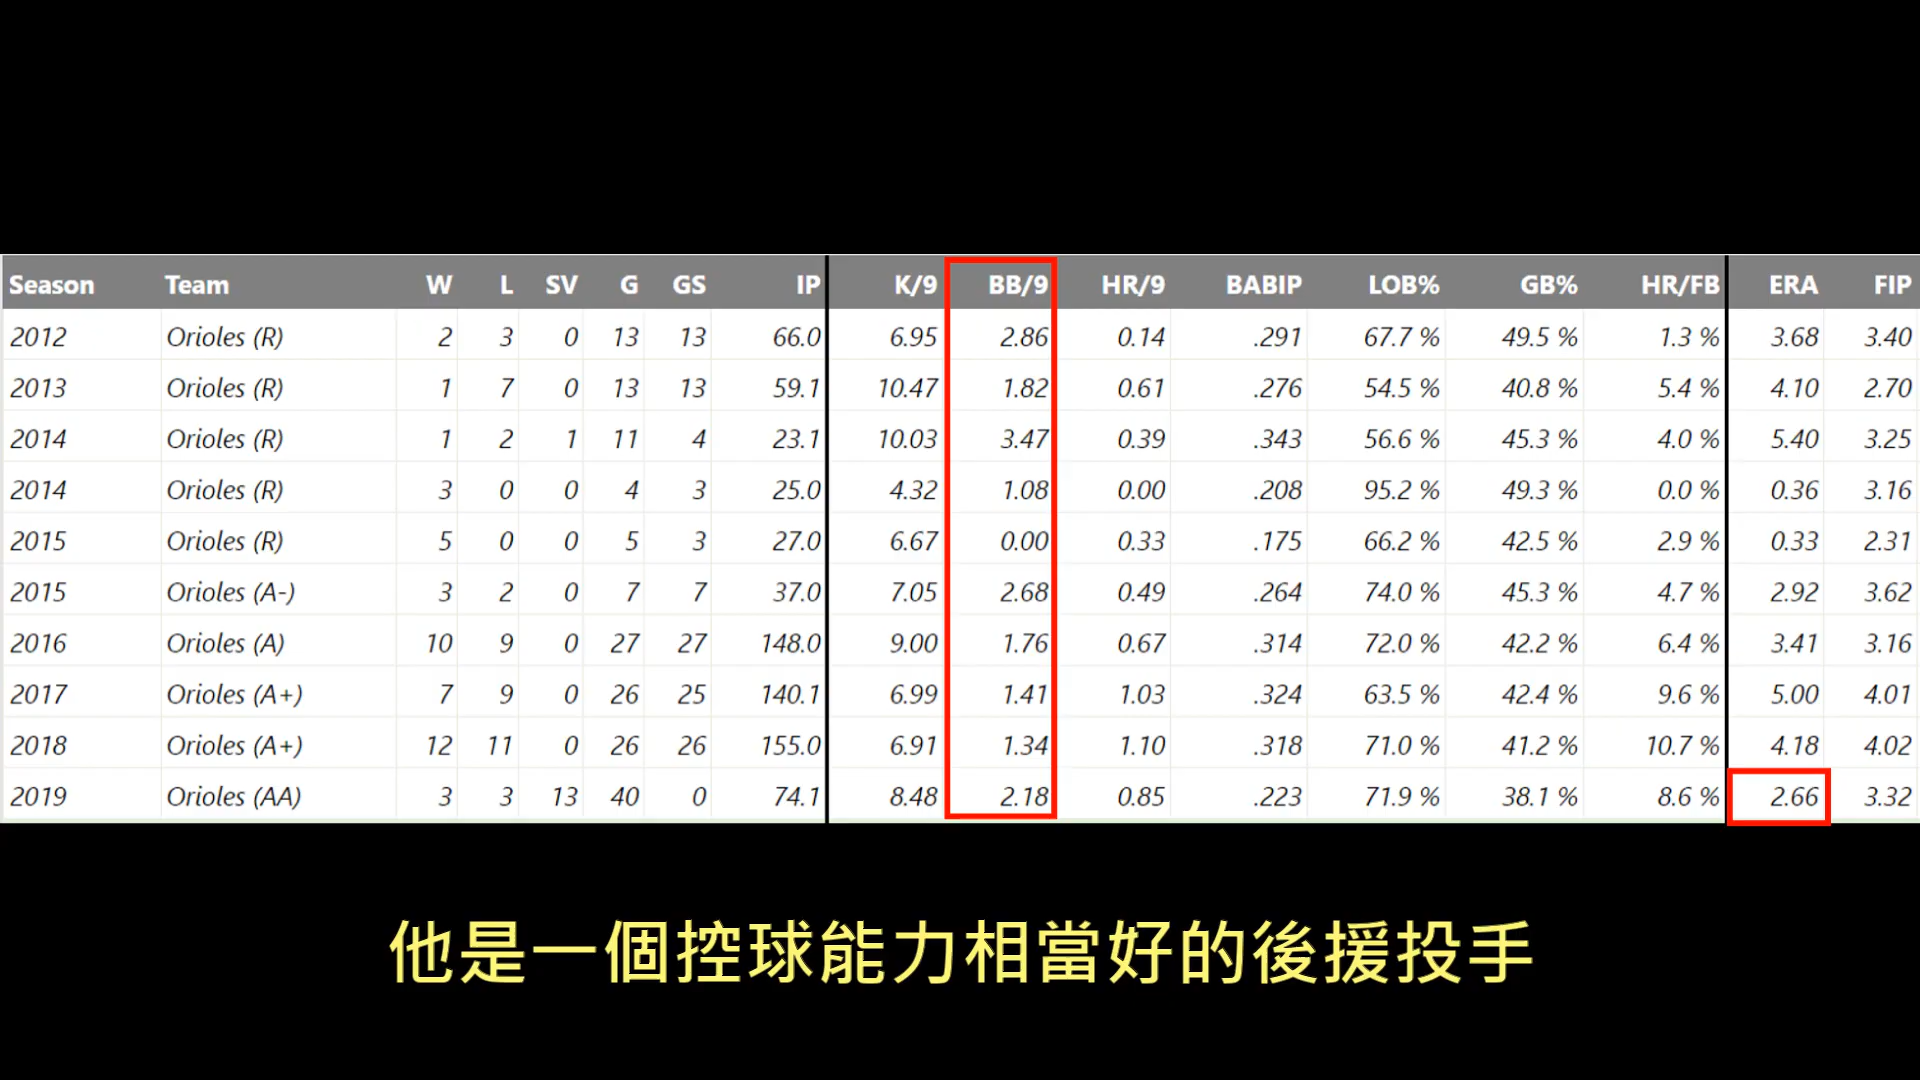 Season Team W L SV G GS IP K/9 BB/9 HR/9 BABIP LOB% GB% HR/FB ERA FIP
2012 Orioles (R) 2 3 0 13 13 66.0 6.95 2.86 0.14 .291 67.7 % 49.5 % 1.3 % 3.68 3.40
2013 Orioles (R) 1 7 0 13 13 59.1 10.47 1.82 0.61 .276 54.5 % 40.8 % 5.4 % 4.10 2.70
2014 Orioles (R) 1 2 1 11 4 23.1 10.03 3.47 0.39 .343 56.6 % 45.3 % 4.0 % 5.40 3.25
2014 Orioles (R) 3 0 0 4 3 25.0 4.32 1.08 0.00 .208 95.2 % 49.3 % 0.0 % 0.36 3.16
2015 Orioles (R) 5 0 0 5 3 27.0 6.67 0.00 0.33 .175 66.2 % 42.5 % 2.9 % 0.33 2.31
2015 Orioles (A-) 3 2 0 7 7 37.0 7.05 2.68 0.49 .264 74.0 % 45.3 % 4.7 % 2.92 3.62
2016 Orioles (A) 10 9 0 27 27 148.0 9.00 1.76 0.67 .314 72.0 % 42.2 % 6.4 % 3.41 3.16
2017 Orioles (A+) 7 9 0 26 25 140.1 6.99 1.41 1.03 .324 63.5 % 42.4 % 9.6 % 5.00 4.01
2018 Orioles (A+) 12 11 0 26 26 155.0 6.91 1.34 1.10 .318 71.0 % 41.2 % 10.7 % 4.18 4.02
2019 Orioles (AA) 3 3 13 40 0 74.1 8.48 2.18 0.85 .223 71.9 % 38.1 % 8.6 % 2.66 3.32
他是一個控球能力相當好的後援投手